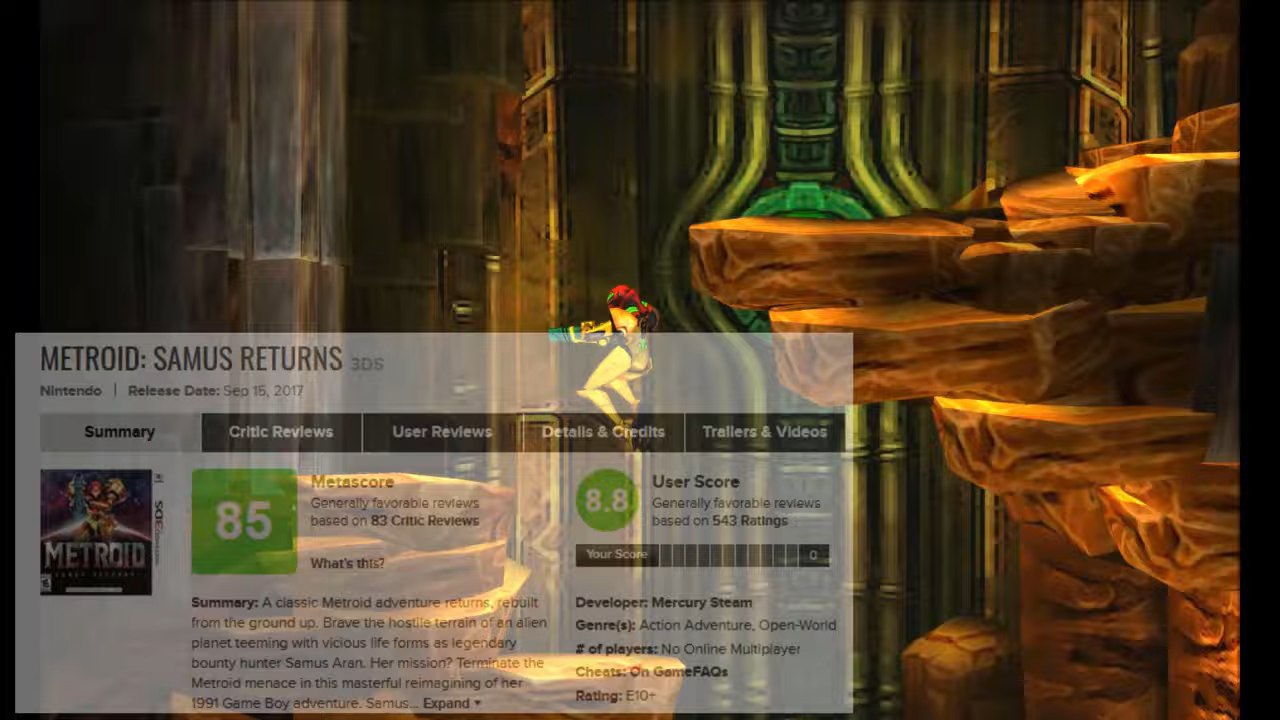 METROID: SAMUS RETURNS 3DS
Nintendo | Release Date: Sep 15, 2017
Summary Critic Reviews User Reviews Details & Credits Trailers & Videos
METROID
3DS
85
Metascore
Generally favorable reviews
based on 83 Critic Reviews
What's this?
8.8
User Score
Generally favorable reviews
based on 543 Ratings
Your Score 0
Summary: A classic Metroid adventure returns, rebuilt
from the ground up. Brave the hostile terrain of an alien
planet teeming with vicious life forms as legendary
bounty hunter Samus Aran. Her mission? Terminate the
Metroid menace in this masterful reimagining of her
1991 Game Boy adventure. Samus... Expand
Developer: Mercury Steam
Genre(s): Action Adventure, Open-World
# of players: No Online Multiplayer
Cheats: On GameFAQs
Rating: E10+